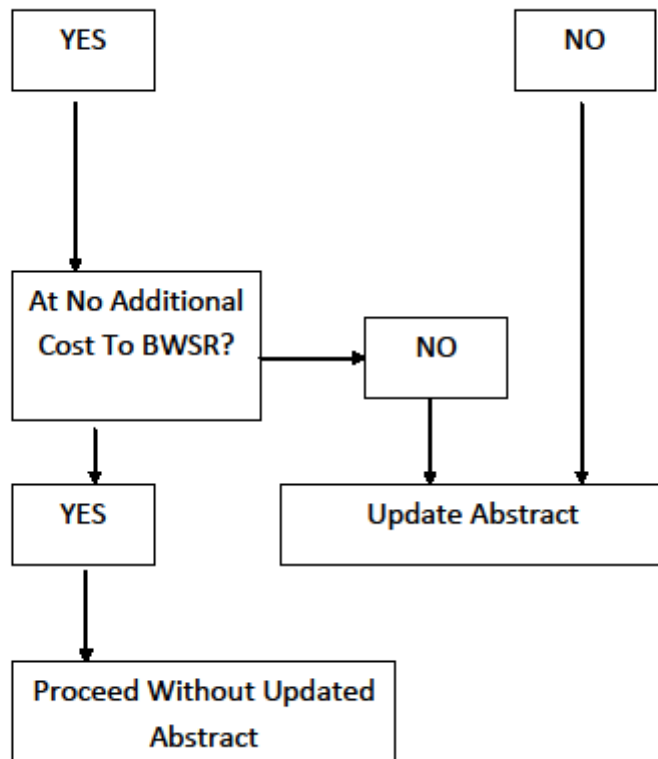 YES
NO
At No Additional
Cost To BWSR?
NO
YES
Update Abstract
Proceed Without Updated
Abstract